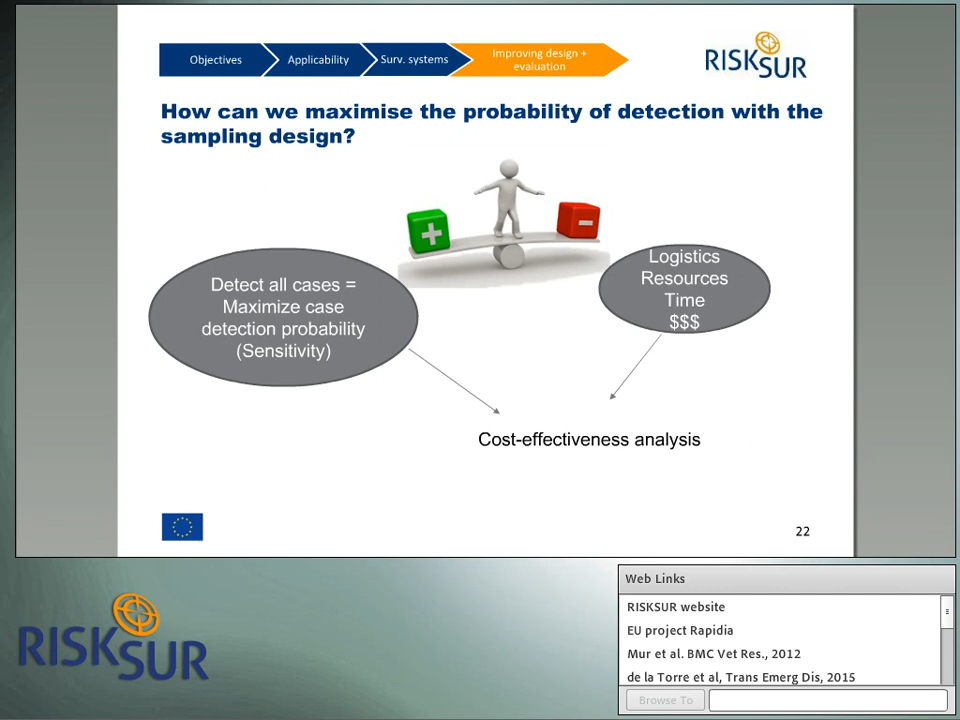 Objectives
Applicability
Surv. systems
Improving design +
evaluation
RISKSUR
How can we maximise the probability of detection with the
sampling design?
Detect all cases =
Maximize case
detection probability
(Sensitivity)
Logistics
Resources
Time
$$$
Cost-effectiveness analysis
22
RISKSUR
Web Links
RISKSUR website
EU project Rapidia
Mur et al. BMC Vet Res., 2012
de la Torre et al, Trans Emerg Dis, 2015
Browse To